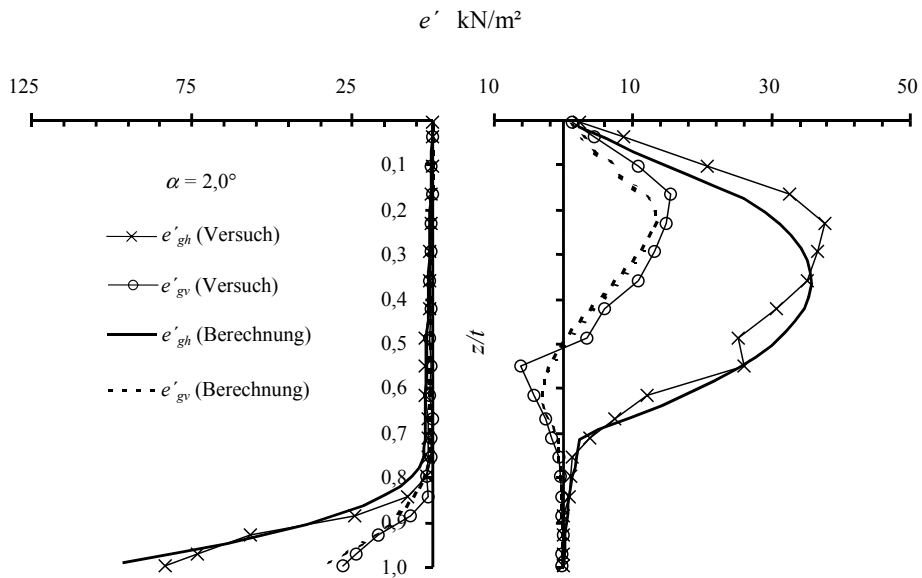 e´ kN/m²
125 75 25 10 10 30 50
0,1
0,2
0,3
0,4
0,5
0,6
0,7
0,8
0,9
1,0
z/t
α = 2,0°
e´gh (Versuch)
e´gv (Versuch)
e´gh (Berechnung)
e´gv (Berechnung)